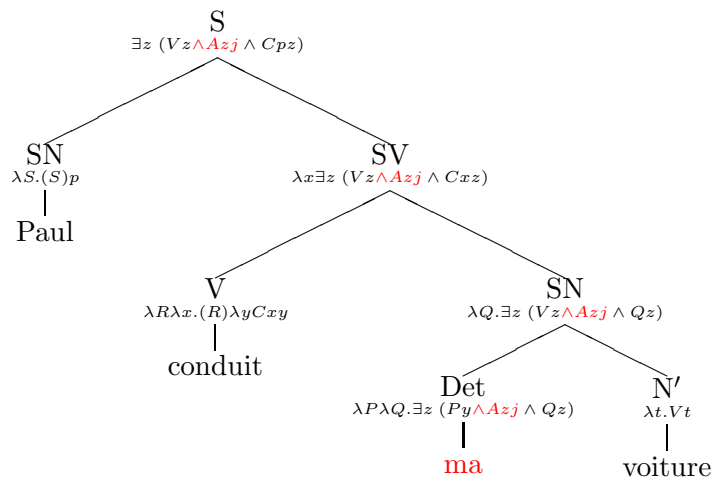 S
∃z (Vz∧Azj ∧ Cpz)
SN SV
λS.(S)p λx∃z (Vz∧Azj ∧ Cxz)
Paul
V SN
λRλx.(R)λyCxy λQ.∃z (Vz∧Azj ∧ Qz)
conduit
Det N′
λPλQ.∃z (Py∧Azj ∧ Qz) λt.Vt
ma voiture